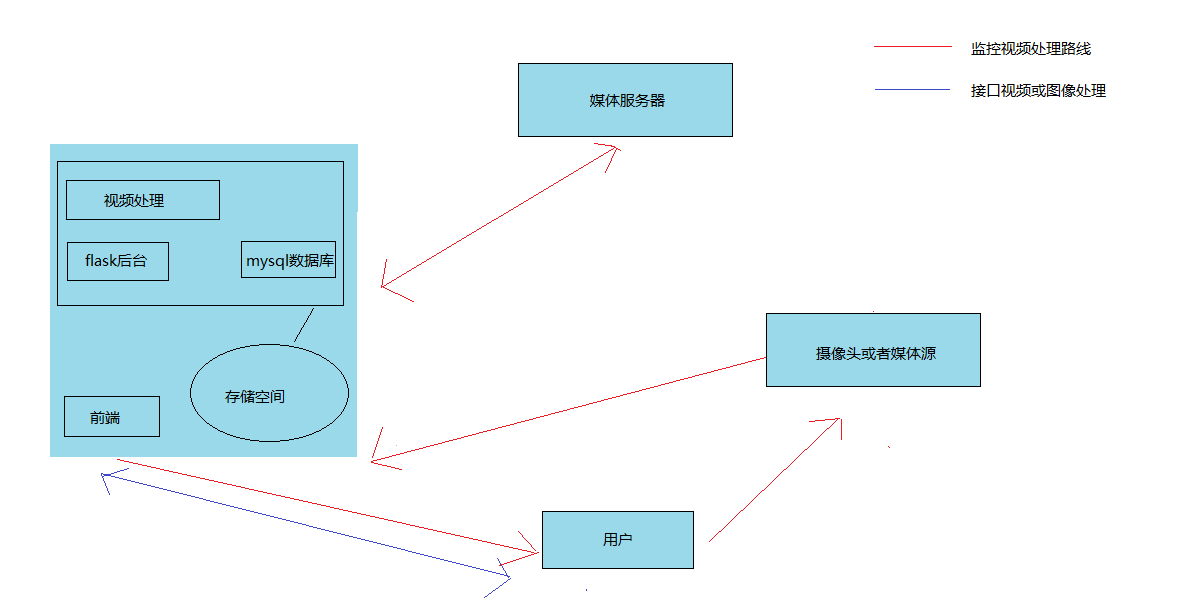 监控视频处理路线
接口视频或图像处理
媒体服务器
视频处理
flask后台
mysql数据库
存储空间
前端
摄像头或者媒体源
用户